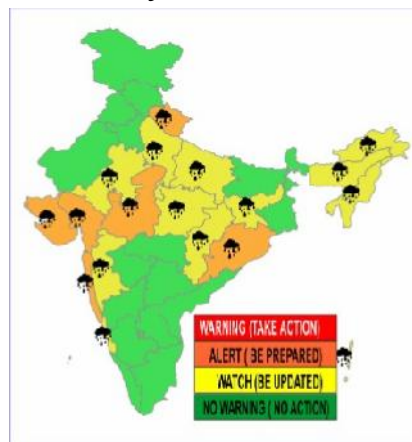 WARNING (TAKE ACTION)
ALERT ( BE PREPARED)
WATCH (BE UPDATED)
NO WARNING ( NO ACTION)